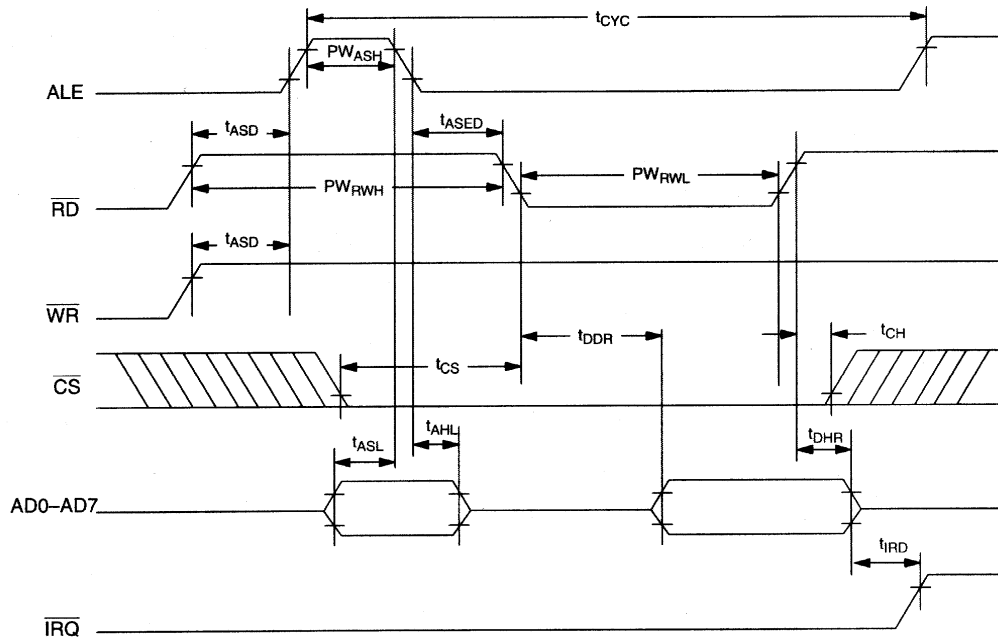 tCYC
PWASH
ALE
tASD
tASED
PWRWH
PWRWL
RD
tASD
WR
tDDR
tCH
tCS
CS
tASL
tAHL
tDHR
AD0–AD7
tIRD
IRQ